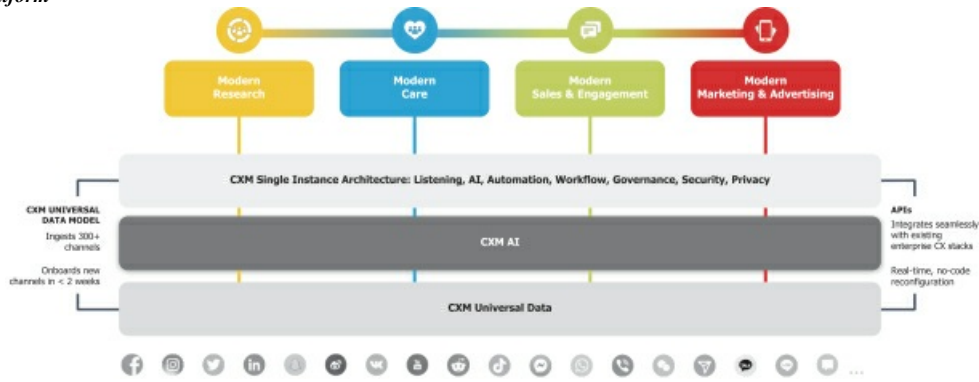 Modern
Research
Modern
Care
Modern
Sales & Engagement
Modern
Marketing & Advertising
CXM Single Instance Architecture: Listening, AI, Automation, Workflow, Governance, Security, Privacy
CXM UNIVERSAL
DATA MODEL
Ingests 300+
channels
Onboards new
channels in < 2 weeks
CXM AI
APIs
Integrates seamlessly
with existing
enterprise CX stacks
Real-time, no-code
reconfiguration
CXM Universal Data
...